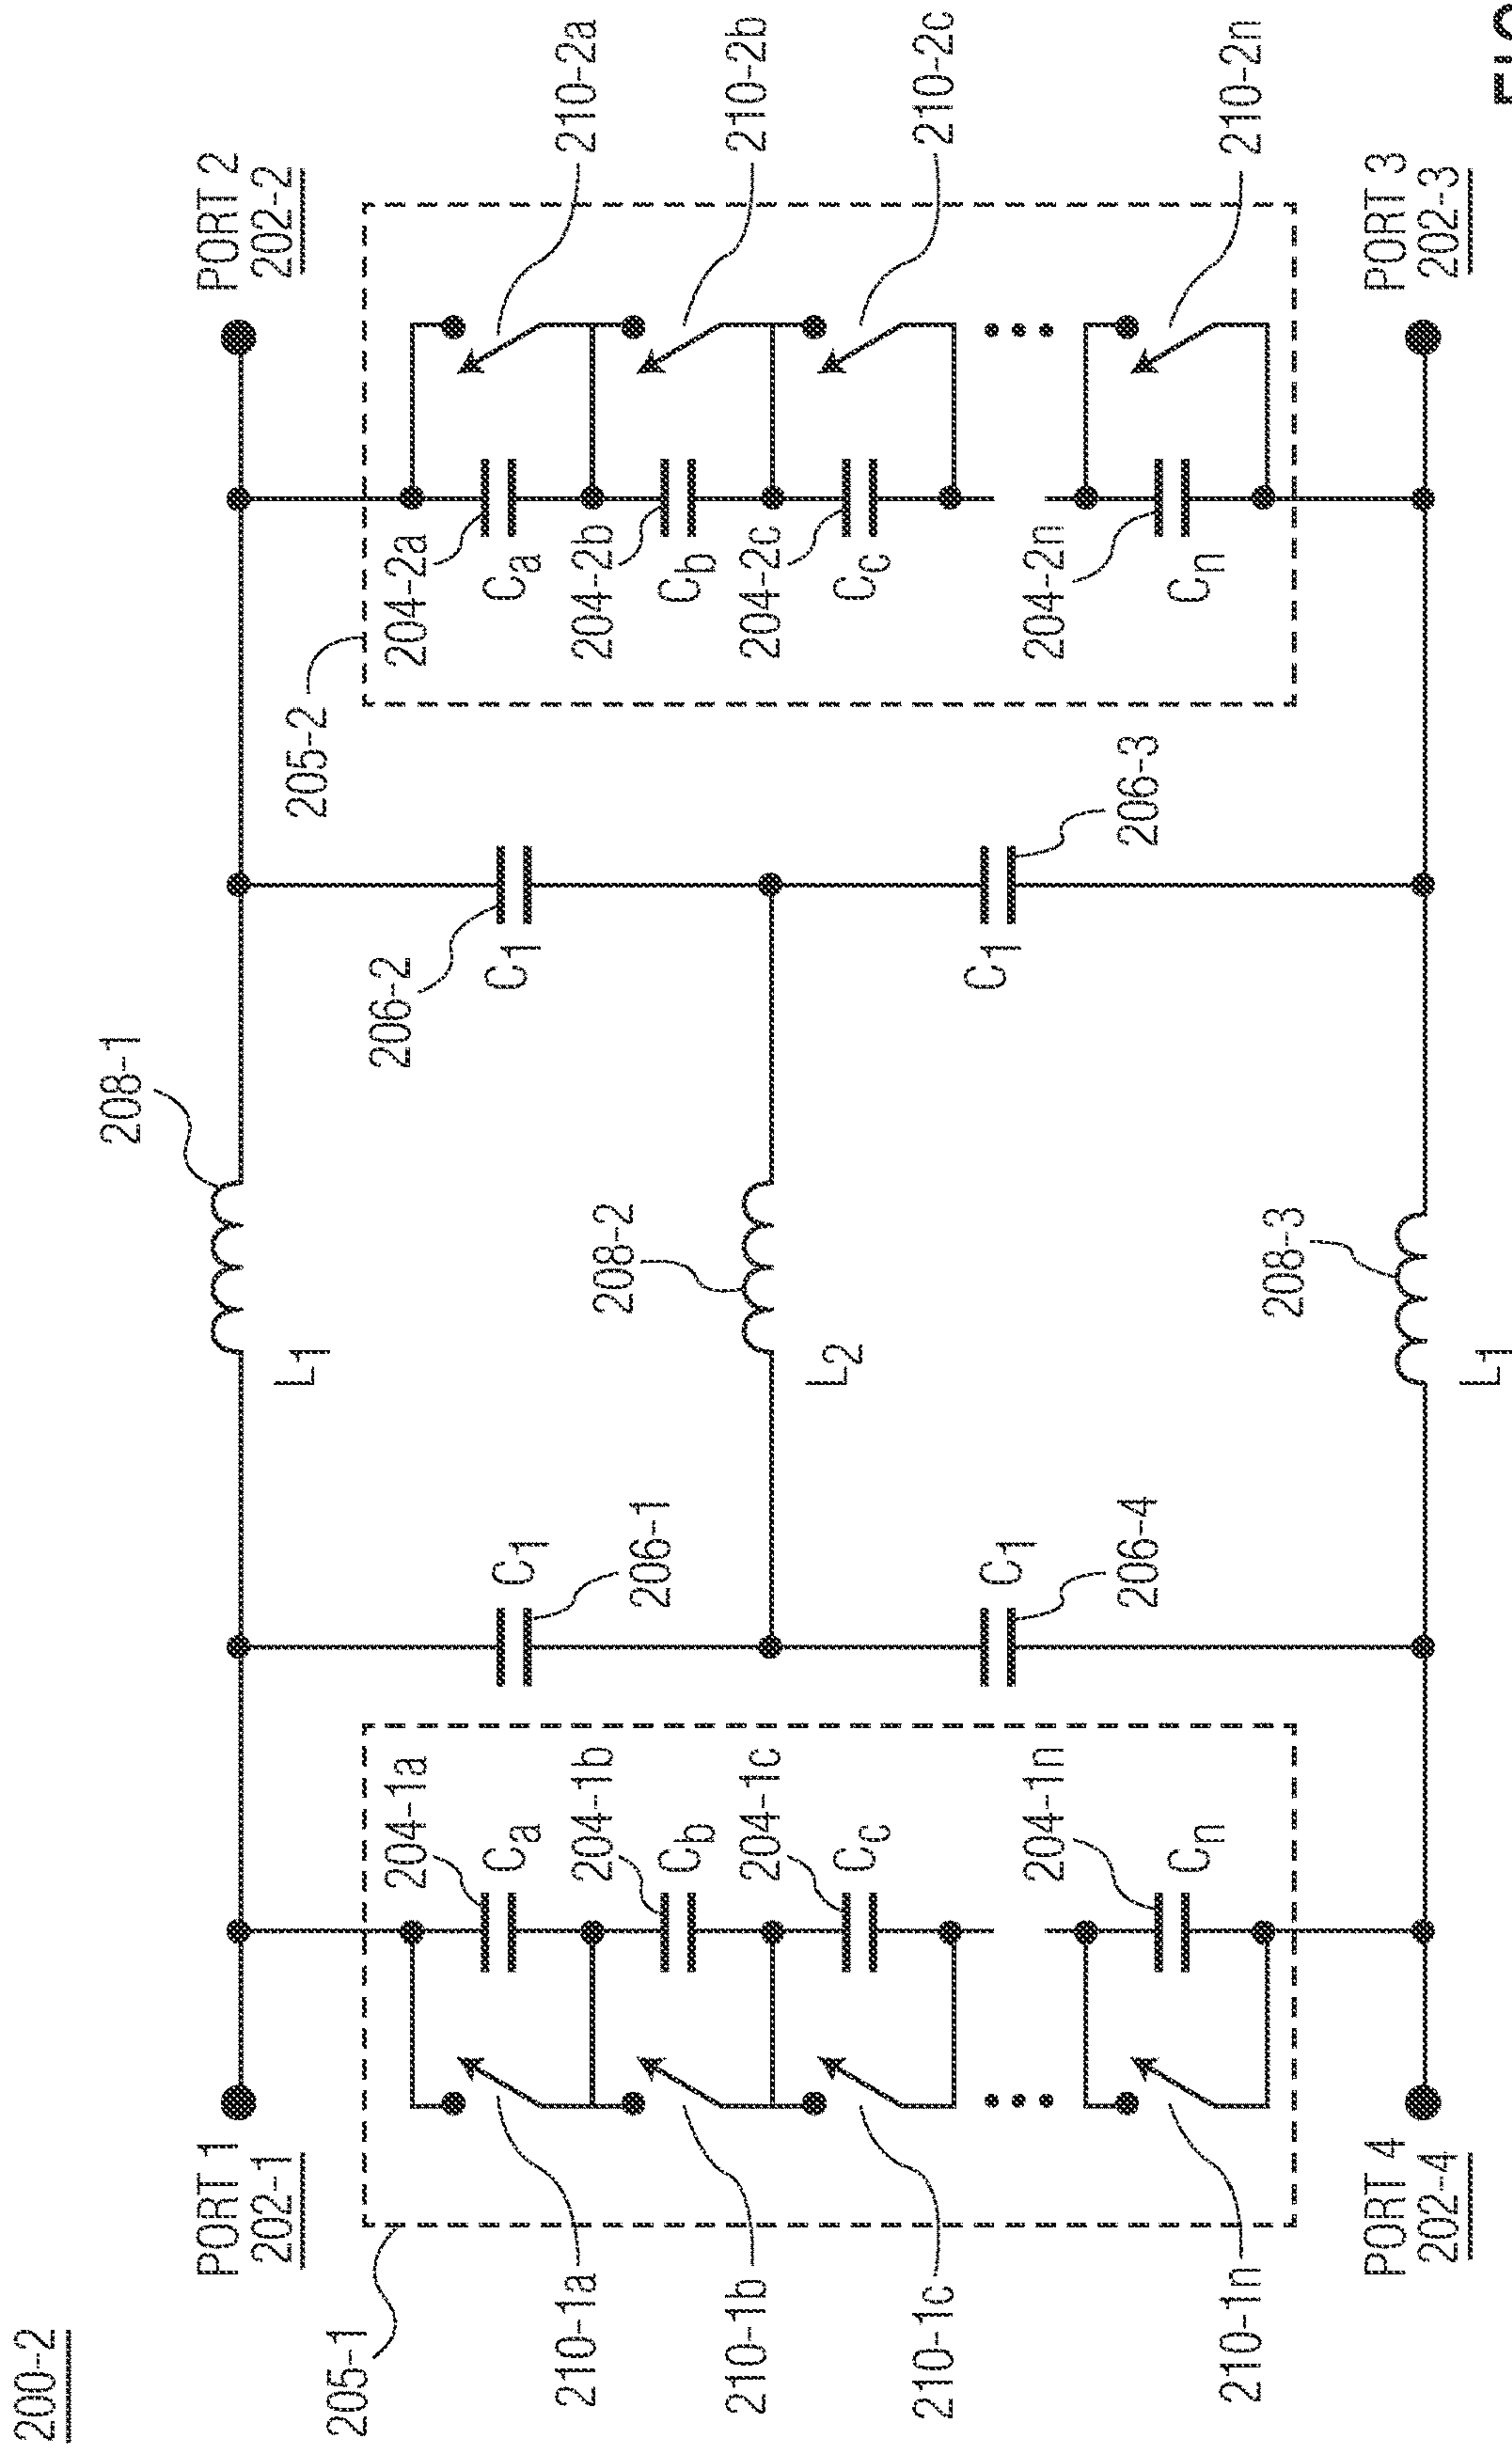 200-2
PORT 1
202-1
PORT 2
202-2
208-1
L1
205-1
205-2
204-1a
Ca
204-1b
Cb
204-1c
Cc
204-1n
Cn
210-1a
210-1b
210-1c
210-1n
C1
206-1
C1
206-4
208-2
L2
206-2
C1
C1
206-3
204-2a
Ca
204-2b
Cb
204-2c
Cc
204-2n
Cn
210-2a
210-2b
210-2c
210-2n
PORT 4
202-4
208-3
L1
PORT 3
202-3